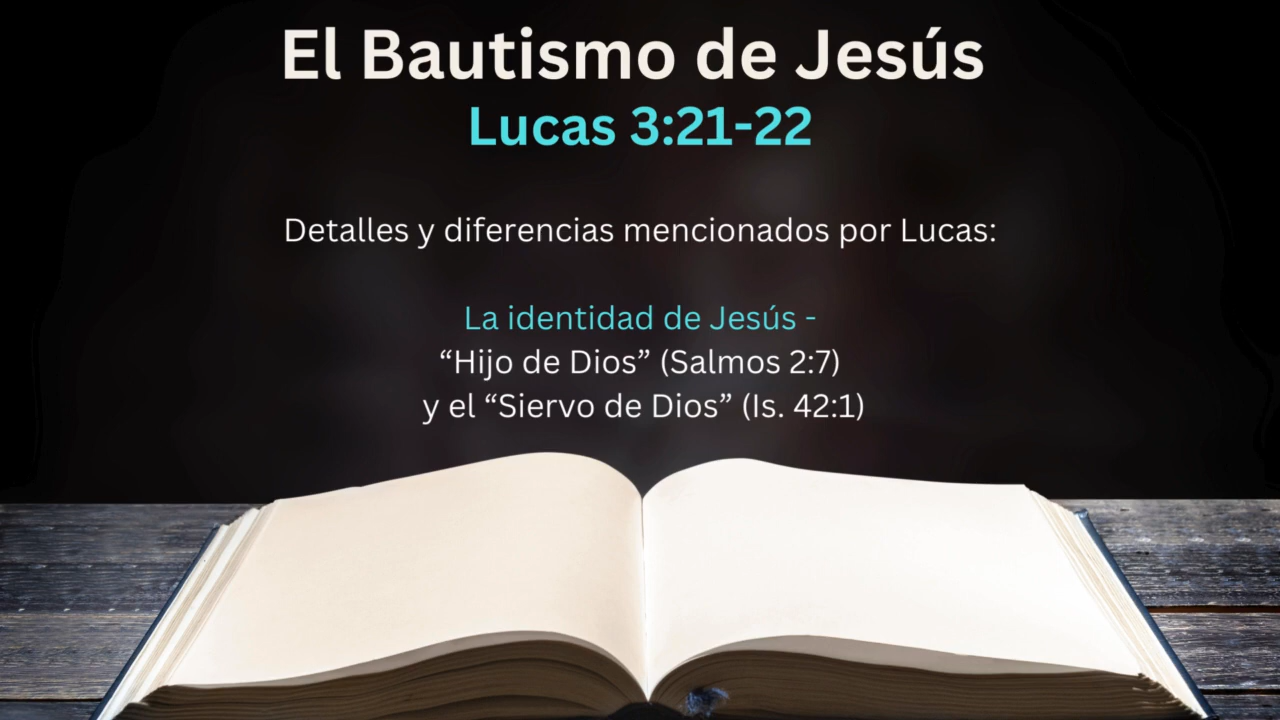 El Bautismo de Jesús
Lucas 3:21-22
Detalles y diferencias mencionados por Lucas:
La identidad de Jesús -
“Hijo de Dios” (Salmos 2:7)
y el “Siervo de Dios” (Is. 42:1)